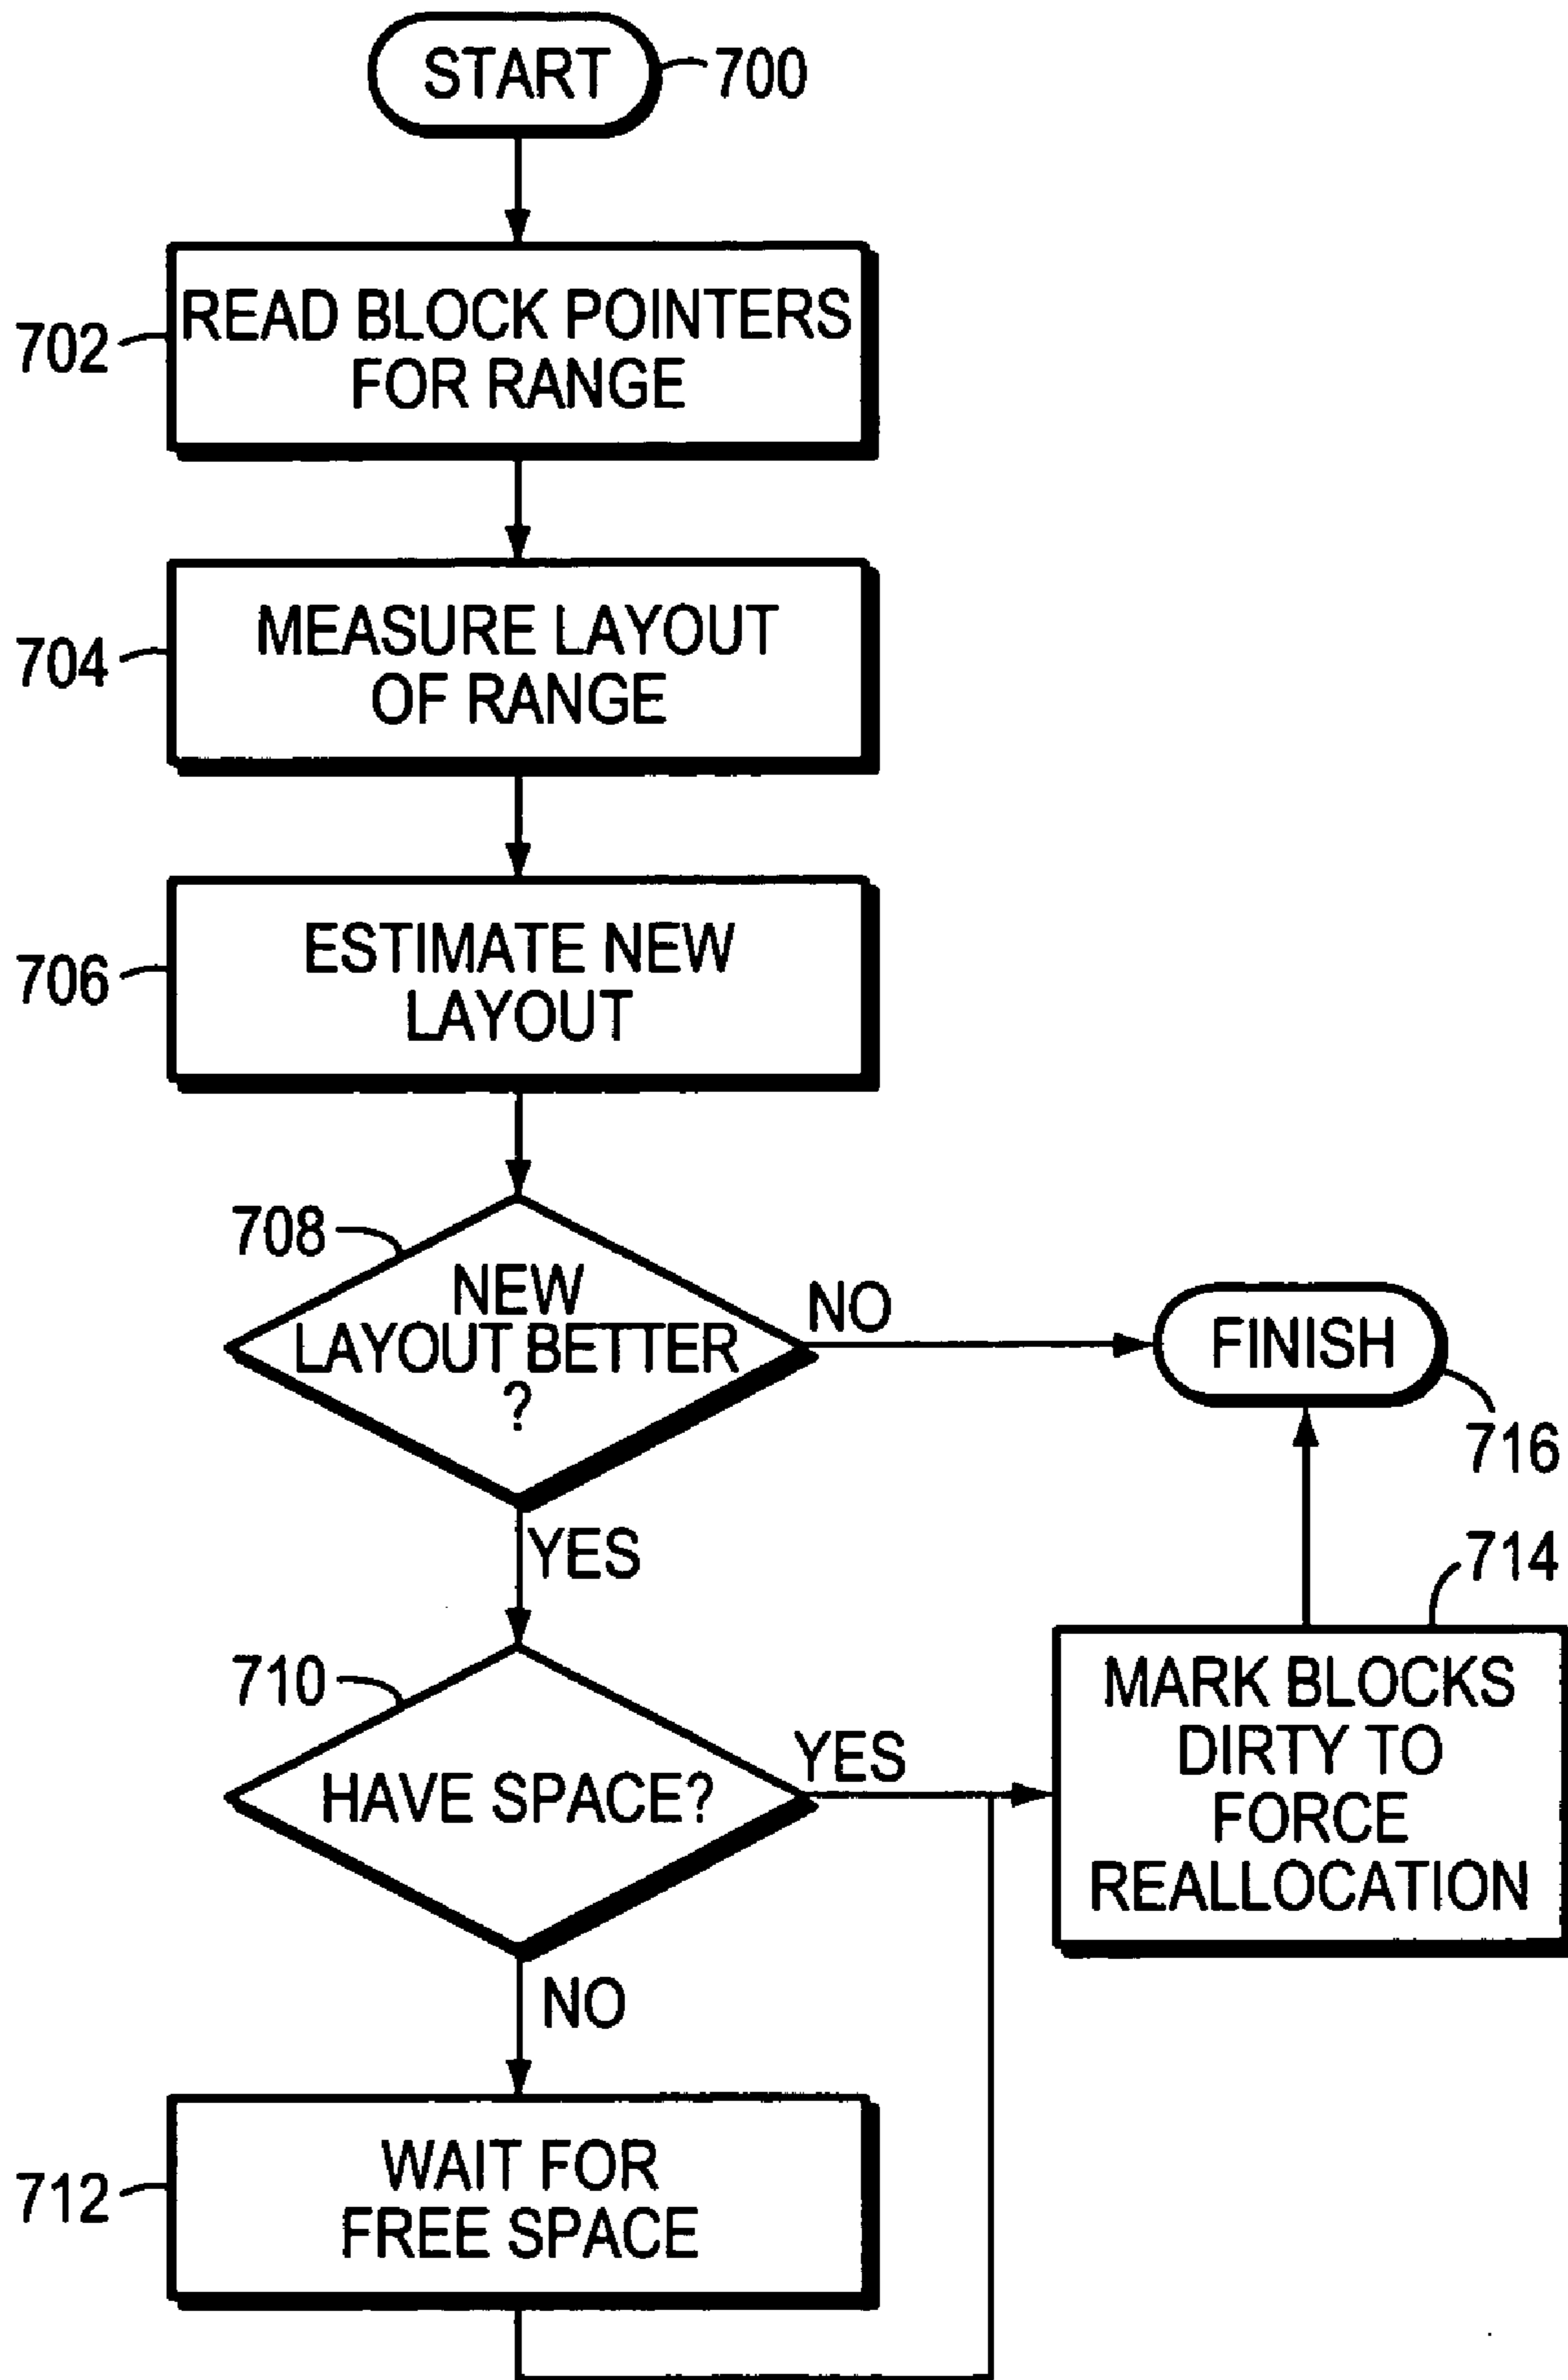 START
700
702
READ BLOCK POINTERS
FOR RANGE
704
MEASURE LAYOUT
OF RANGE
706
ESTIMATE NEW
LAYOUT
708
NEW
LAYOUT BETTER
?
NO
FINISH
716
YES
710
HAVE SPACE?
YES
714
MARK BLOCKS
DIRTY TO
FORCE
REALLOCATION
NO
712
WAIT FOR
FREE SPACE